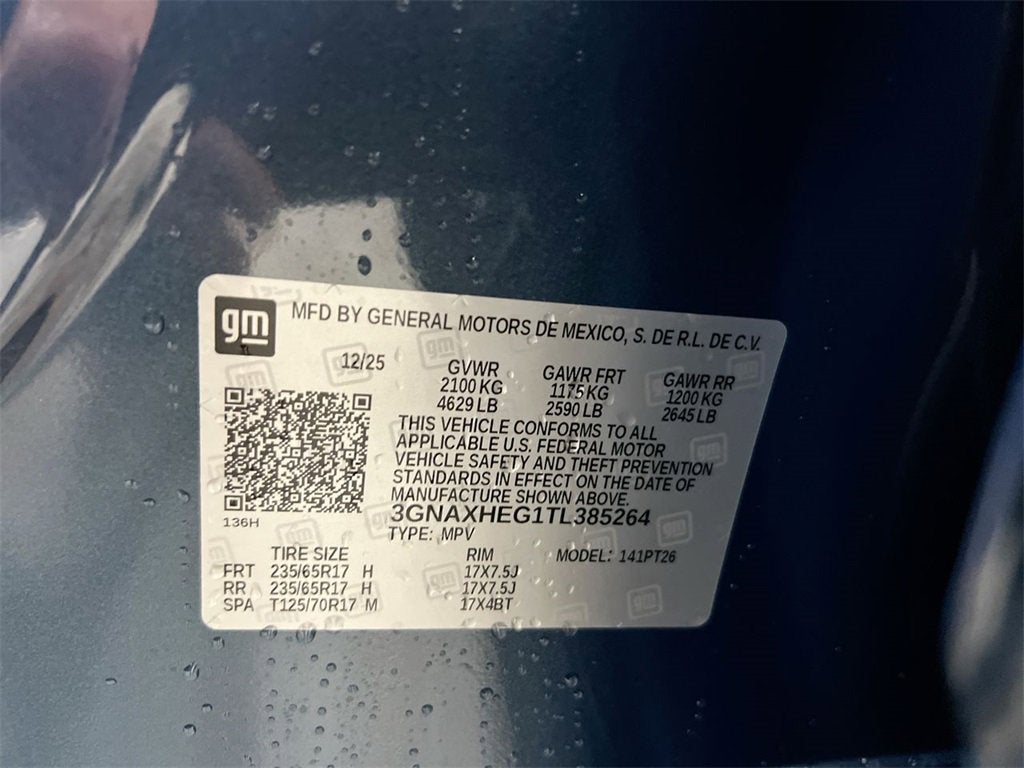 gm MFD BY GENERAL MOTORS DE MEXICO, S. DE R.L. DE C.V.
12/25
GVWR GAWR FRT GAWR RR
2100 KG 1175 KG 1200 KG
4629 LB 2590 LB 2645 LB
THIS VEHICLE CONFORMS TO ALL
APPLICABLE U.S. FEDERAL MOTOR
VEHICLE SAFETY AND THEFT PREVENTION
STANDARDS IN EFFECT ON THE DATE OF
MANUFACTURE SHOWN ABOVE.
136H
3GNAXHEG1TL385264
TYPE: MPV
TIRE SIZE RIM MODEL: 141PT26
FRT 235/65R17 H 17X7.5J
RR 235/65R17 H 17X7.5J
SPA T125/70R17 M 17X4BT